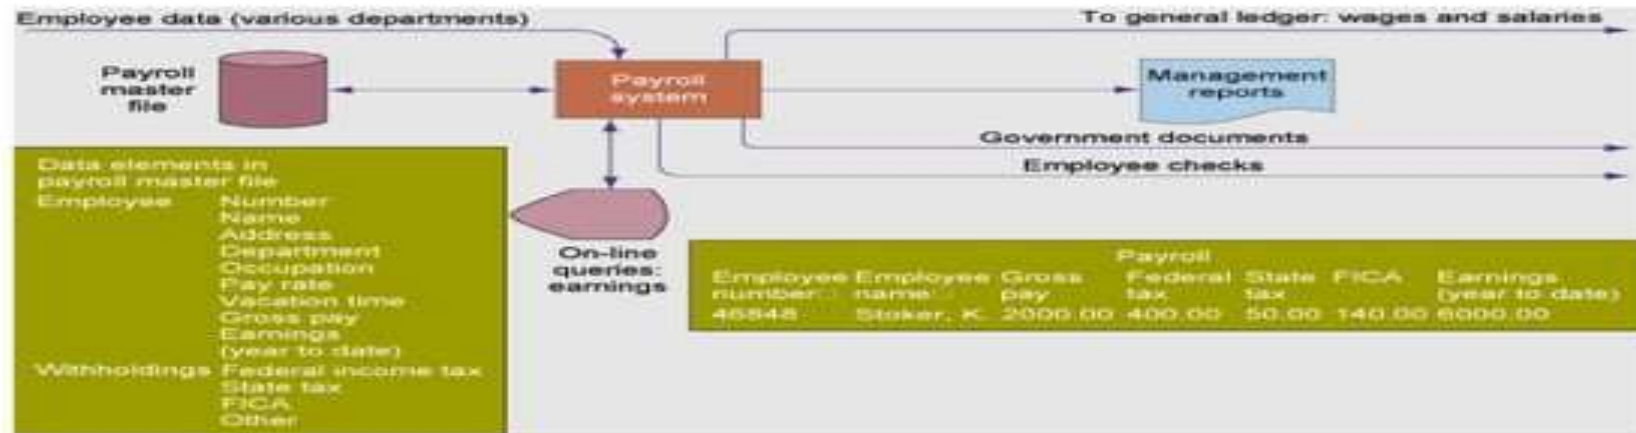 Employee data (various departments)
To general ledger: wages and salaries
Payroll
master
file
Payroll
system
Management
reports
Government documents
Employee checks
Data elements in
payroll master file
Employee Number
Name
Address
Department
Occupation
Pay rate
Vacation time
Gross pay
Earnings
(year to date)
Withholdings Federal income tax
State tax
FICA
Other
On-line
queries:
earnings
Payroll
Employee Employee Gross Federal State FICA Earnings
number name pay tax tax (year to date)
46848 Stoker, K. 2000.00 400.00 50.00 140.00 6000.00